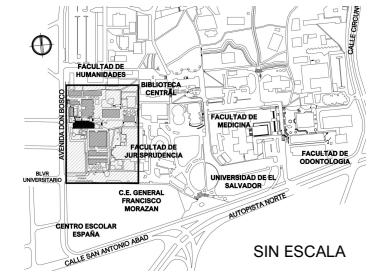 CALLE CIRCUN
FACULTAD DE
HUMANIDADES
BIBLIOTECA
CENTRAL
AVENIDA DON BOSCO
FACULTAD DE
MEDICINA
FACULTAD DE
JURISPRUDENCIA
FACULTAD DE
ODONTOLOGIA
BLVR
UNIVERSITARIO
UNIVERSIDAD DE EL
SALVADOR
C.E. GENERAL
FRANCISCO
MORAZAN
AUTOPISTA NORTE
CENTRO ESCOLAR
ESPAÑA
CALLE SAN ANTONIO ABAD
SIN ESCALA